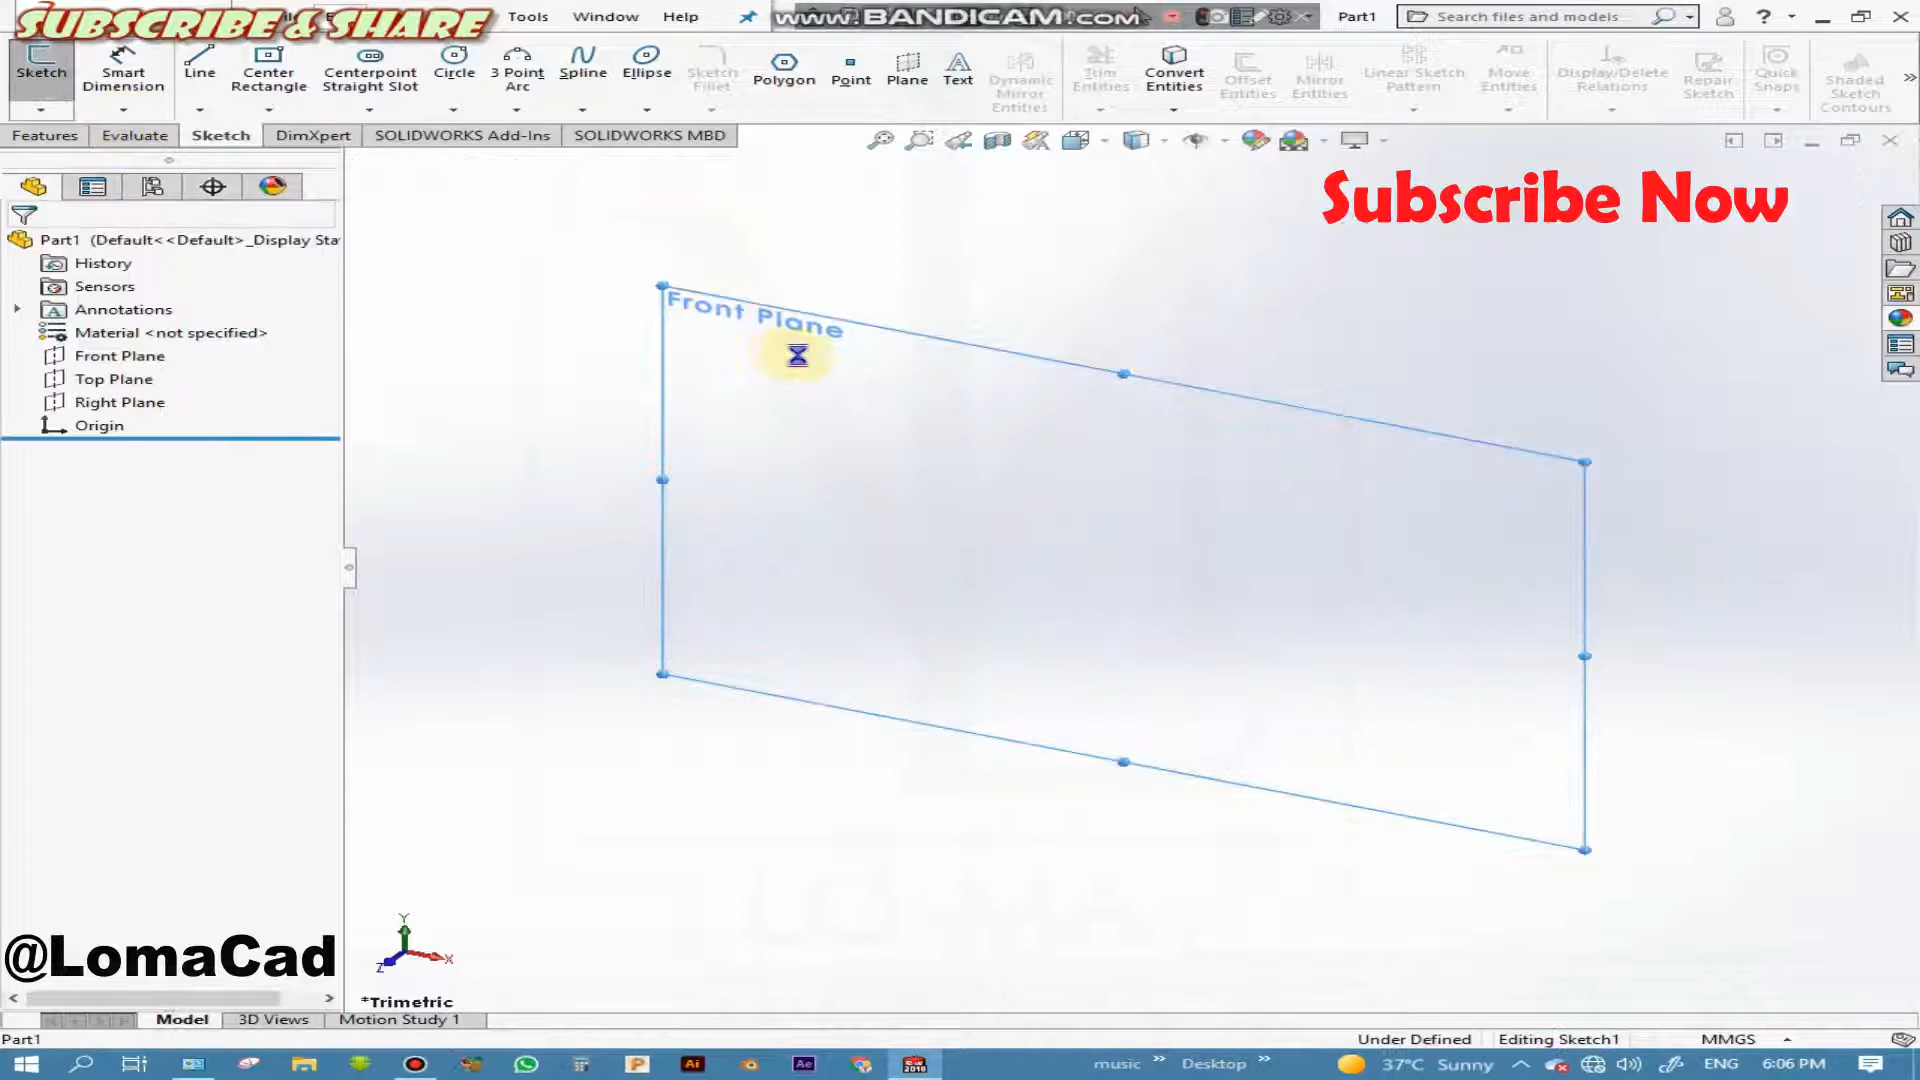 SUBSCRIBE & SHARE
Tools Window Help
www.BANDICAM.com
Part1
Search files and models
?
Sketch
Smart Dimension
Line
Center Rectangle
Centerpoint Straight Slot
Circle
3 Point Arc
Spline
Ellipse
Sketch Fillet
Polygon
Point
Plane
Text
Dynamic Mirror Entities
Trim Entities
Convert Entities
Offset Entities
Mirror Entities
Linear Sketch Pattern
Move Entities
Display/Delete Relations
Repair Sketch
Quick Snaps
Shaded Sketch Contours
Features Evaluate Sketch DimXpert SOLIDWORKS Add-Ins SOLIDWORKS MBD
Subscribe Now
Part1 (Default<<Default>_Display Sta
History
Sensors
Annotations
Material <not specified>
Front Plane
Top Plane
Right Plane
Origin
Front Plane
@LomaCad
Y
X
Z
*Trimetric
Model 3D Views Motion Study 1
Part1
Under Defined Editing Sketch1 MMGS
music Desktop 37°C Sunny ENG 6:06 PM